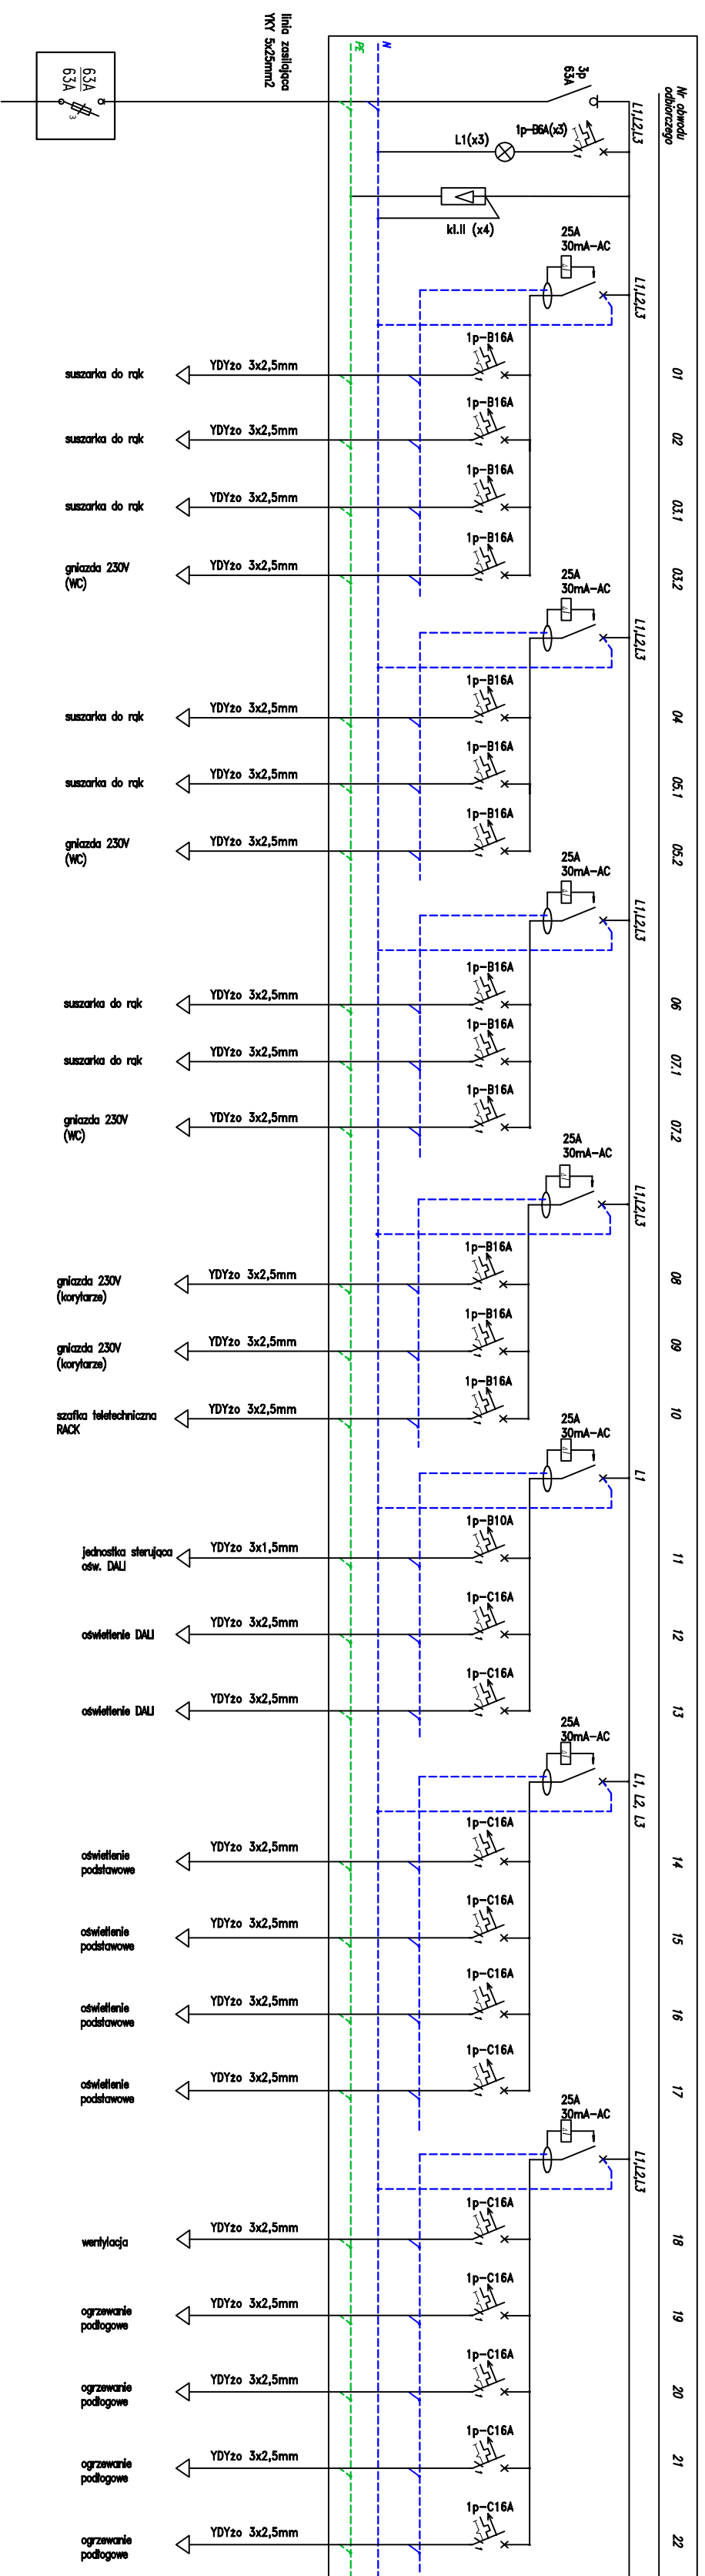 Nr obwodu
odbiorczego
linia zasilająca
YKY 5x25mm2
PE
N
3p
63A
L1,L2,L3
63A
63A
3
1p-B6A(x3)
L1(x3)
kl.II (x4)
25A
30mA-AC
L1,L2,L3
1p-B16A
YDYżo 3x2,5mm
suszarka do rąk
01
1p-B16A
YDYżo 3x2,5mm
suszarka do rąk
02
1p-B16A
YDYżo 3x2,5mm
suszarka do rąk
03.1
1p-B16A
YDYżo 3x2,5mm
gniazda 230V
(WC)
03.2
25A
30mA-AC
L1,L2,L3
1p-B16A
YDYżo 3x2,5mm
suszarka do rąk
04
1p-B16A
YDYżo 3x2,5mm
suszarka do rąk
05.1
1p-B16A
YDYżo 3x2,5mm
gniazda 230V
(WC)
05.2
25A
30mA-AC
L1,L2,L3
1p-B16A
YDYżo 3x2,5mm
suszarka do rąk
06
1p-B16A
YDYżo 3x2,5mm
suszarka do rąk
07.1
1p-B16A
YDYżo 3x2,5mm
gniazda 230V
(WC)
07.2
25A
30mA-AC
L1,L2,L3
1p-B16A
YDYżo 3x2,5mm
gniazda 230V
(korytarze)
08
1p-B16A
YDYżo 3x2,5mm
gniazda 230V
(korytarze)
09
1p-B16A
YDYżo 3x2,5mm
szafka teletechniczna
RACK
10
25A
30mA-AC
L1
1p-B10A
YDYżo 3x1,5mm
jednostka sterująca
ośw. DALI
11
1p-C16A
YDYżo 3x2,5mm
oświetlenie DALI
12
1p-C16A
YDYżo 3x2,5mm
oświetlenie DALI
13
25A
30mA-AC
L1, L2, L3
1p-C16A
YDYżo 3x2,5mm
oświetlenie
podstawowe
14
1p-C16A
YDYżo 3x2,5mm
oświetlenie
podstawowe
15
1p-C16A
YDYżo 3x2,5mm
oświetlenie
podstawowe
16
1p-C16A
YDYżo 3x2,5mm
oświetlenie
podstawowe
17
25A
30mA-AC
L1,L2,L3
1p-C16A
YDYżo 3x2,5mm
wentylacja
18
1p-C16A
YDYżo 3x2,5mm
ogrzewanie
podłogowe
19
1p-C16A
YDYżo 3x2,5mm
ogrzewanie
podłogowe
20
1p-C16A
YDYżo 3x2,5mm
ogrzewanie
podłogowe
21
1p-C16A
YDYżo 3x2,5mm
ogrzewanie
podłogowe
22